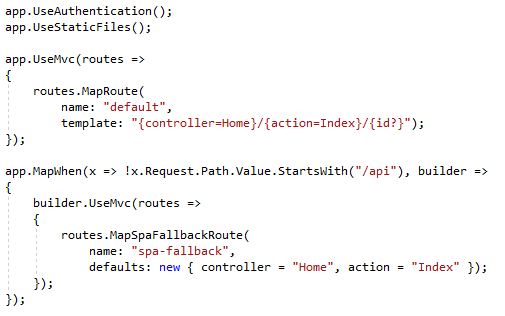 app.UseAuthentication();
app.UseStaticFiles();

app.UseMvc(routes =>
{
    routes.MapRoute(
        name: "default",
        template: "{controller=Home}/{action=Index}/{id?}");
});

app.MapWhen(x => !x.Request.Path.Value.StartsWith("/api"), builder =>
{
    builder.UseMvc(routes =>
    {
        routes.MapSpaFallbackRoute(
            name: "spa-fallback",
            defaults: new { controller = "Home", action = "Index" });
    });
});